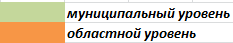 муниципальный уровень
областной уровень